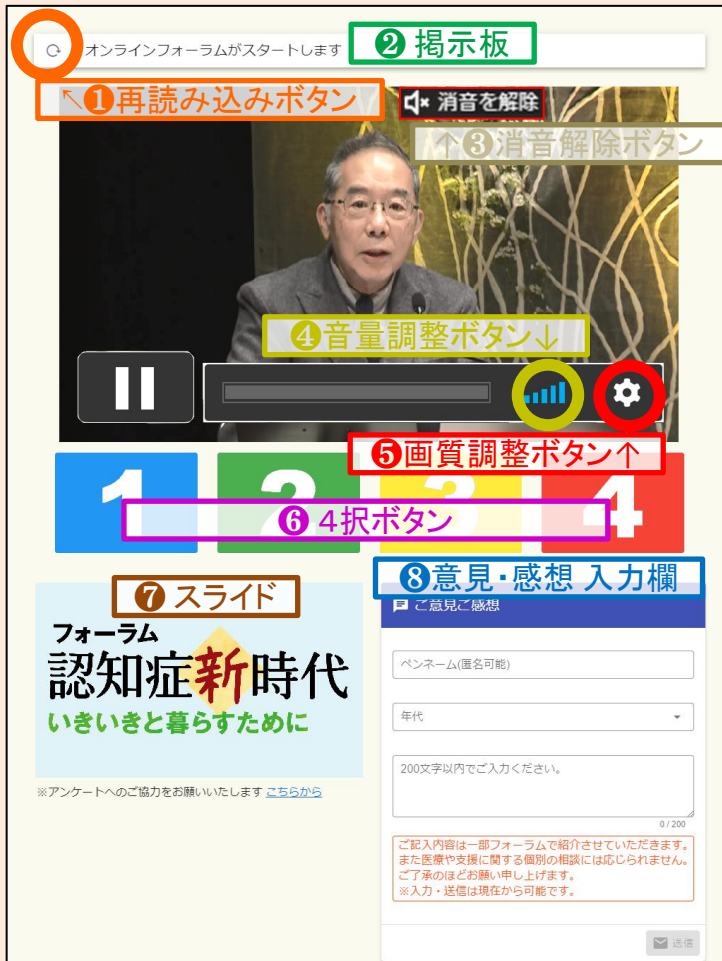 オンラインフォーラムがスタートします
❷ 掲示板
↖❶再読み込みボタン
消音を解除
↑❸消音解除ボタン
❹音量調整ボタン↓
❺画質調整ボタン↑
1 2 3 4
❻ 4択ボタン
❼ スライド
❽意見・感想 入力欄
ご意見ご感想
フォーラム
認知症新時代
いきいきと暮らすために
※アンケートへのご協力をお願いいたします こちらから
ペンネーム(匿名可能)
年代
200文字以内でご入力ください。
0 / 200
ご記入内容は一部フォーラムで紹介させていただきます。
また医療や支援に関する個別の相談には応じられません。
ご了承のほどお願い申し上げます。
※入力・送信は現在から可能です。
送信